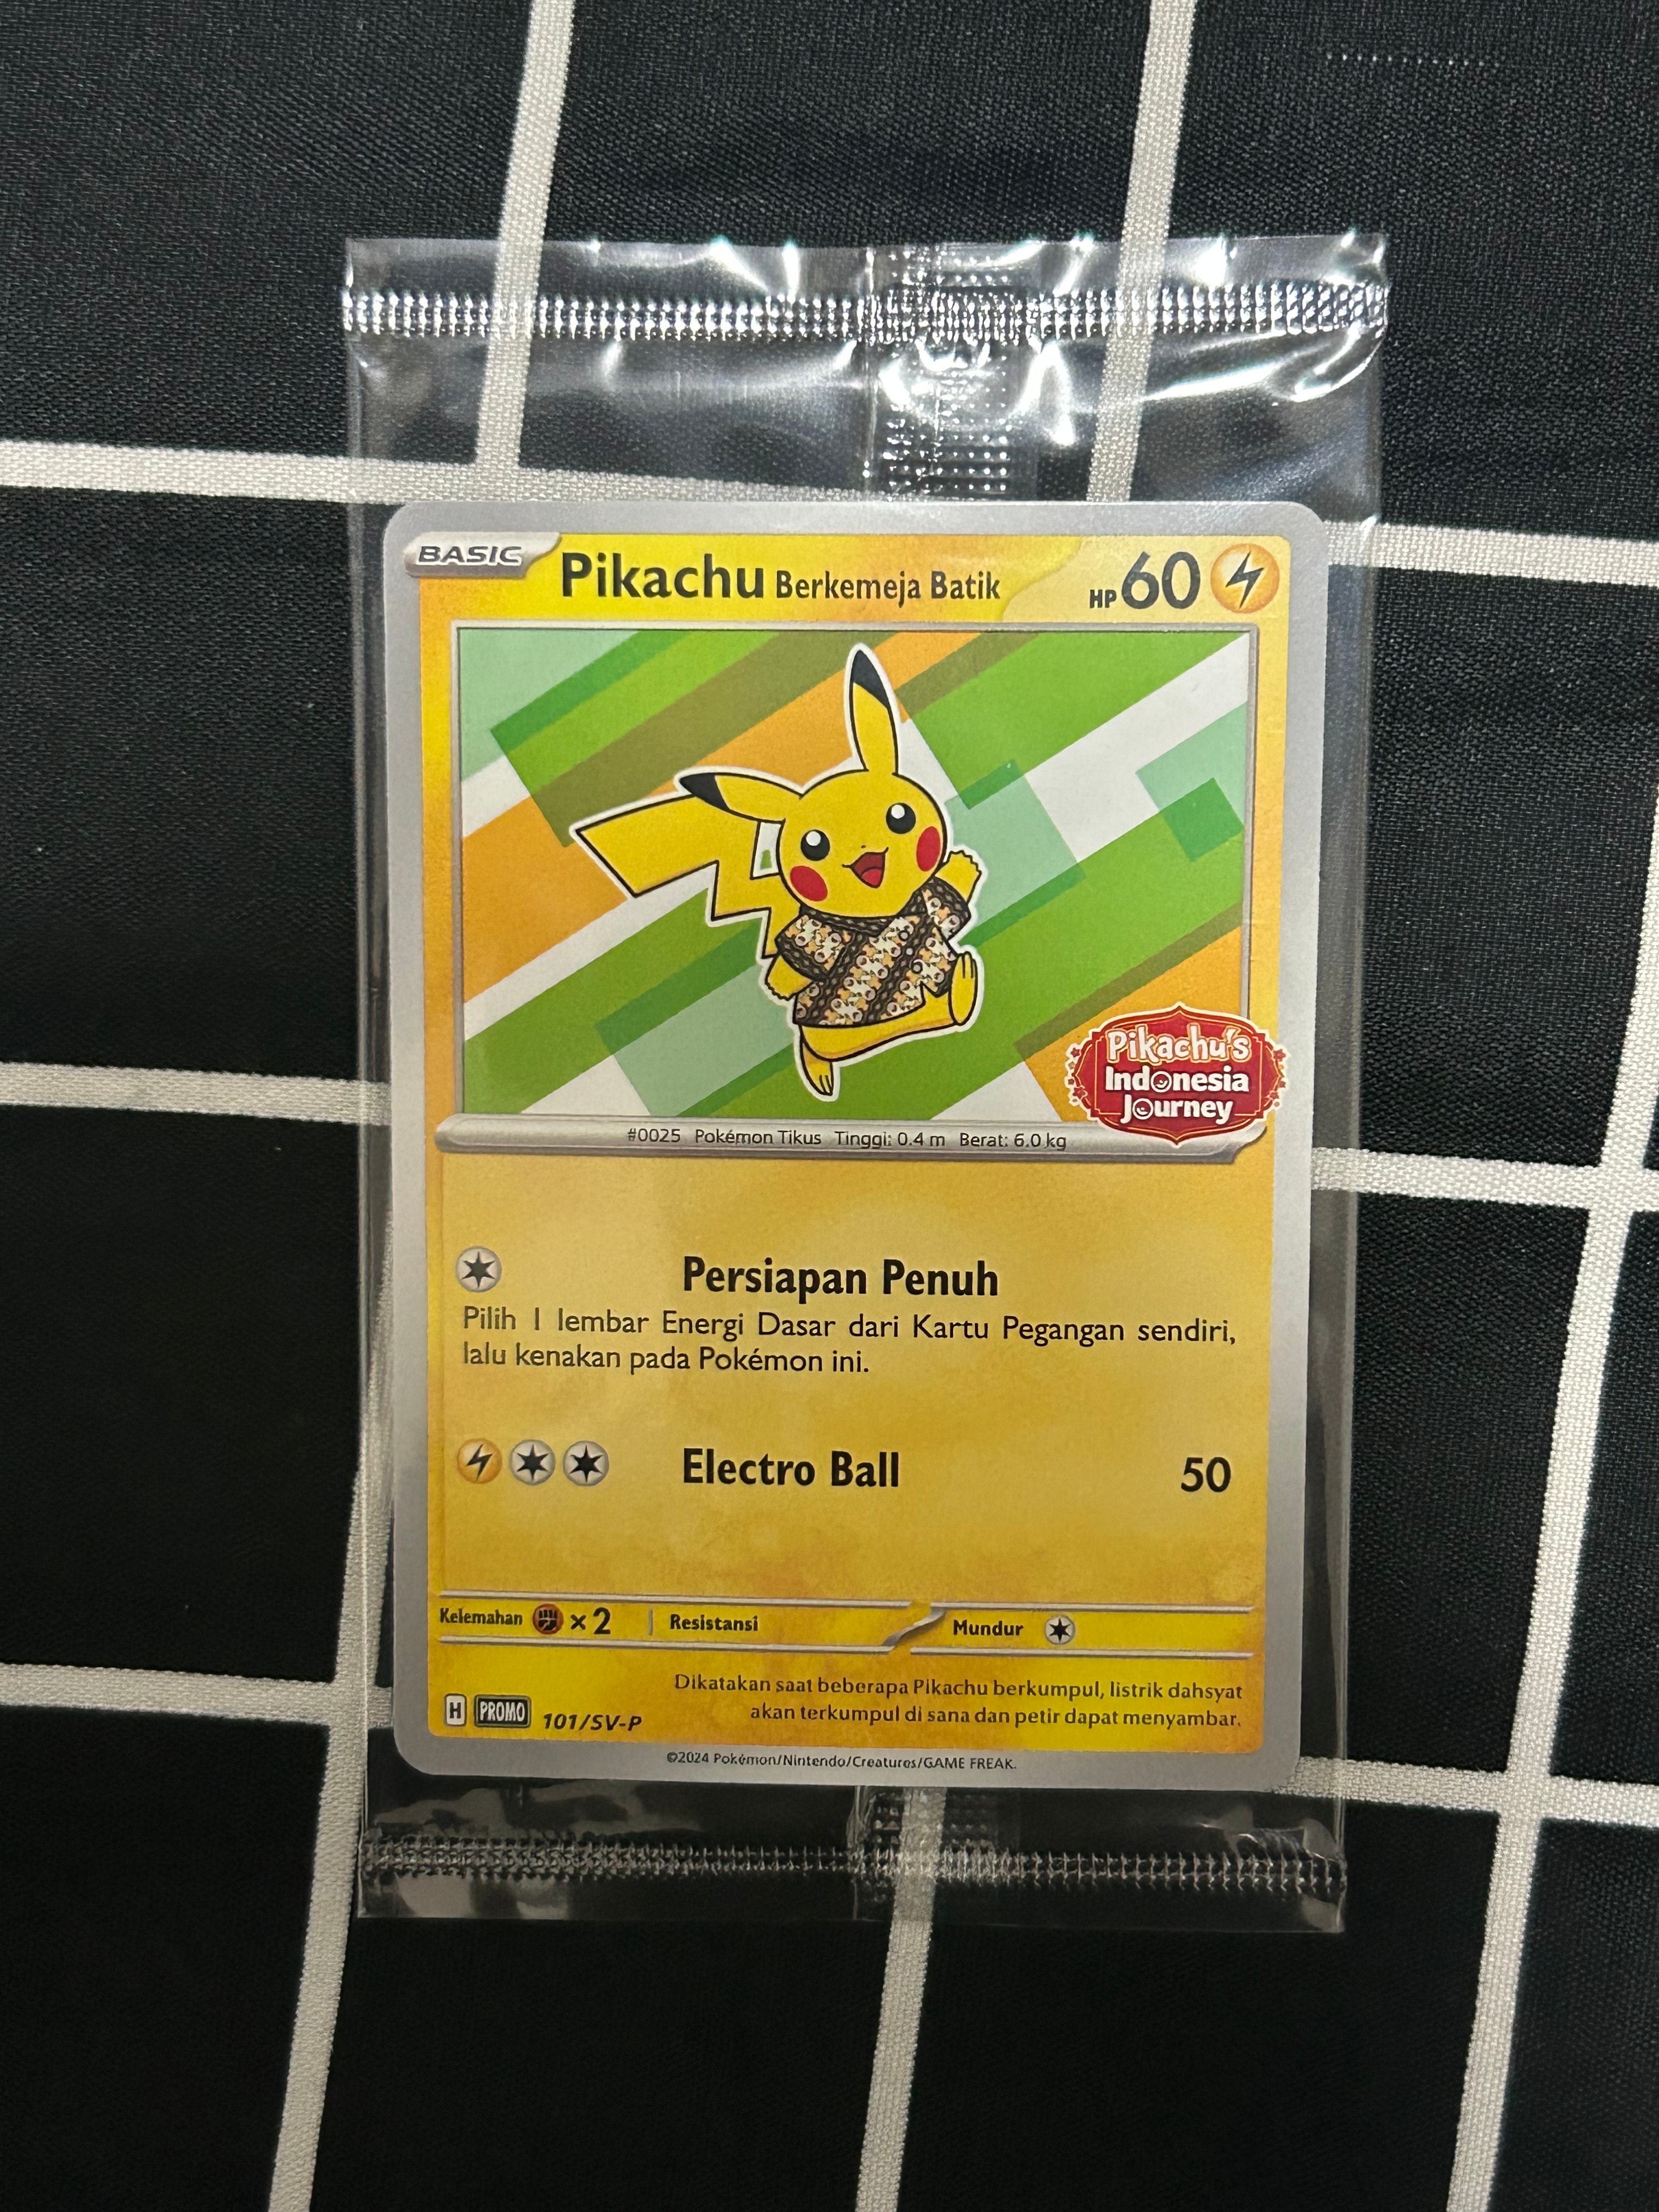 BASIC
Pikachu Berkemeja Batik
HP 60
Pikachu's
Indonesia
Journey
#0025 Pokémon Tikus Tinggi: 0.4 m Berat: 6.0 kg
Persiapan Penuh
Pilih 1 lembar Energi Dasar dari Kartu Pegangan sendiri,
lalu kenakan pada Pokémon ini.
Electro Ball 50
Kelemahan ×2 | Resistansi Mundur
Dikatakan saat beberapa Pikachu berkumpul, listrik dahsyat
akan terkumpul di sana dan petir dapat menyambar.
H PROMO 101/SV-P
©2024 Pokémon/Nintendo/Creatures/GAME FREAK.